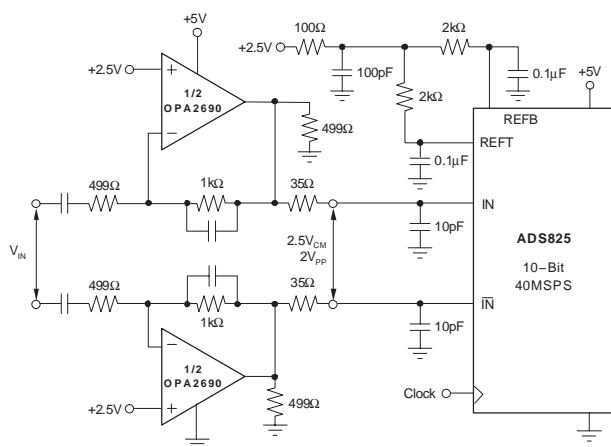 +5V
+2.5V
1/2
OPA2690
499Ω
+2.5V
100Ω
100pF
2kΩ
2kΩ
0.1μF
+5V
REFB
REFT
0.1μF
499Ω
1kΩ
35Ω
IN
10pF
VIN
2.5VCM
2VPP
ADS825
10−Bit
40MSPS
499Ω
1kΩ
35Ω
IN
10pF
1/2
OPA2690
+2.5V
499Ω
Clock